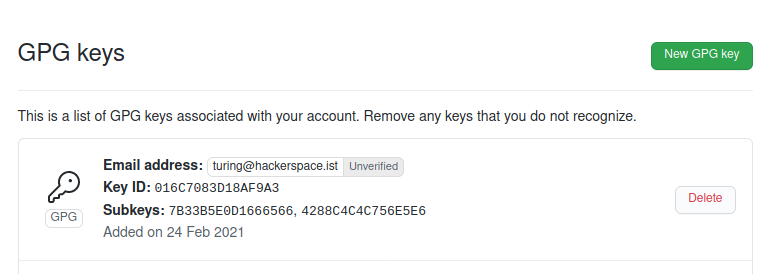 GPG keys
New GPG key
This is a list of GPG keys associated with your account. Remove any keys that you do not recognize.
Email address: turing@hackerspace.ist Unverified
Key ID: 016C7083D18AF9A3
GPG
Subkeys: 7B33B5E0D1666566, 4288C4C4C756E5E6
Added on 24 Feb 2021
Delete